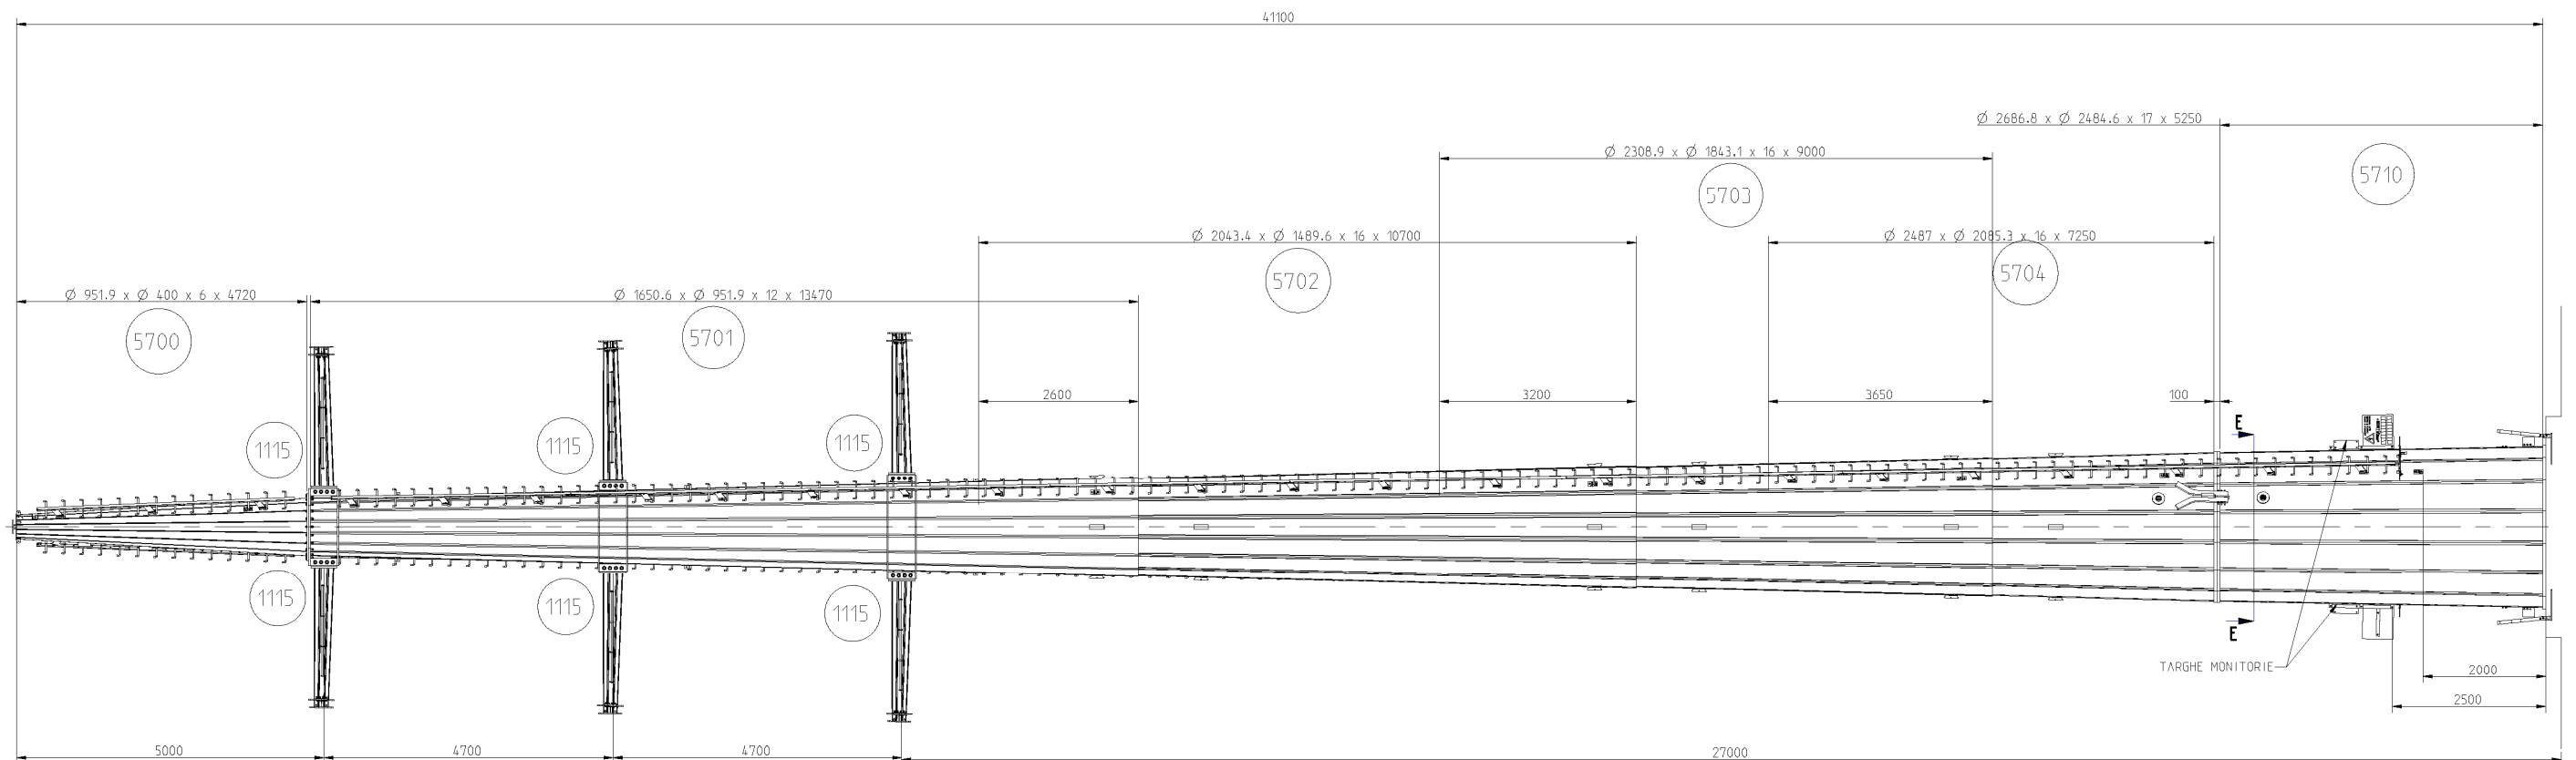 41100
Ø 2686.8 x Ø 2484.6 x 17 x 5250
Ø 2308.9 x Ø 1843.1 x 16 x 9000
5710
5703
Ø 2043.4 x Ø 1489.6 x 16 x 10700
Ø 2487 x Ø 2085.3 x 16 x 7250
5702
5704
Ø 951.9 x Ø 400 x 6 x 4720
Ø 1650.6 x Ø 951.9 x 12 x 13470
5700
5701
2600
3200
3650
100
E
1115
1115
1115
1115
1115
1115
E
TARGHE MONITORIE
2000
2500
5000
4700
4700
27000